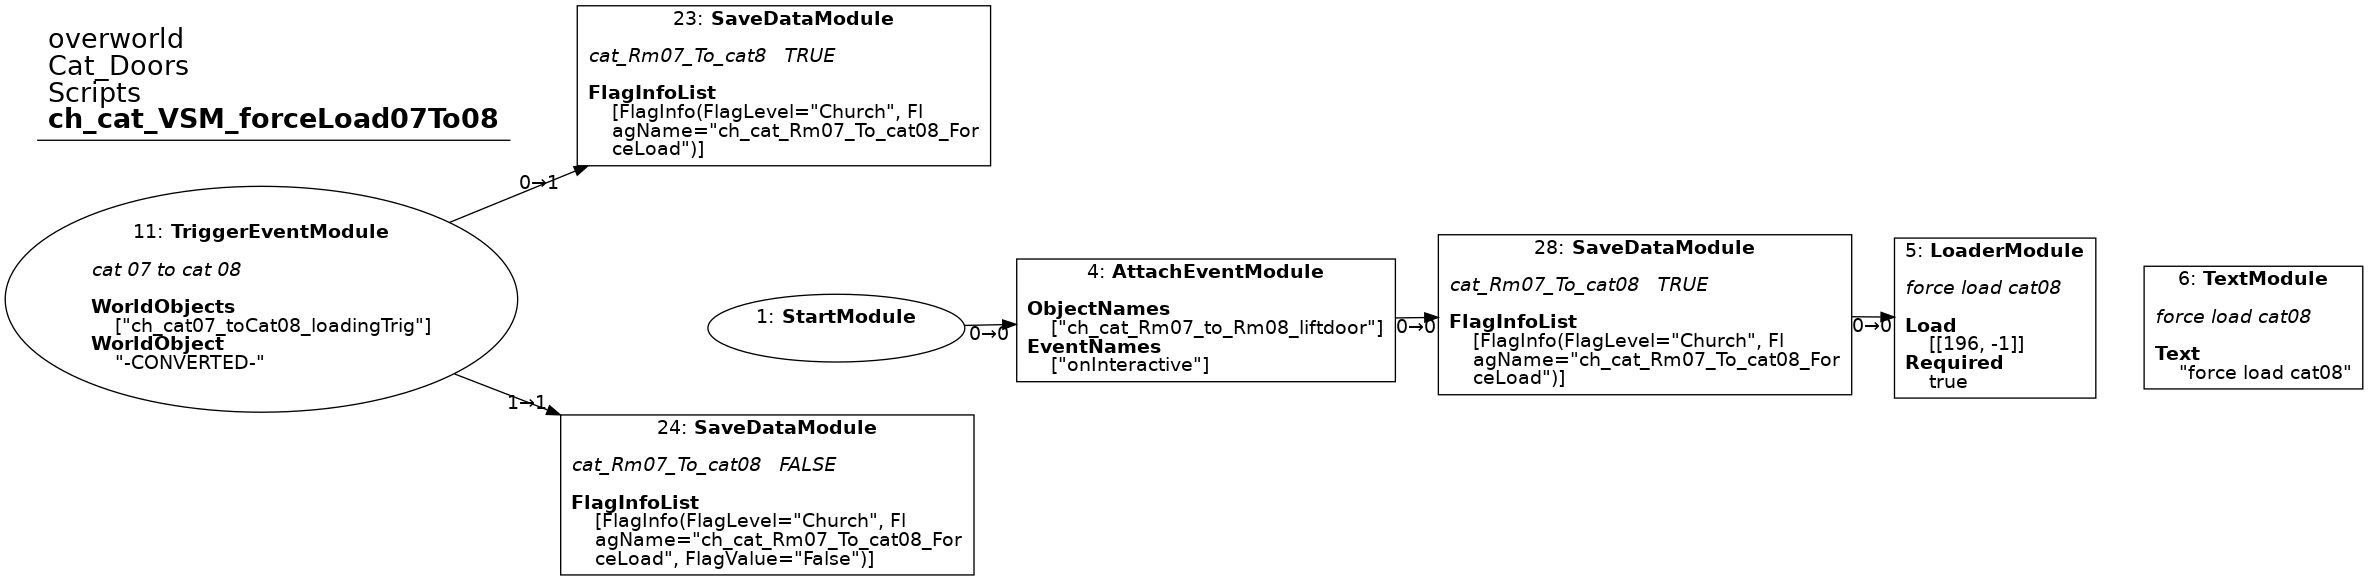 overworld
Cat_Doors
Scripts
ch_cat_VSM_forceLoad07To08
23: SaveDataModule
cat_Rm07_To_cat8   TRUE
FlagInfoList
[FlagInfo(FlagLevel="Church", Fl
agName="ch_cat_Rm07_To_cat08_For
ceLoad")]
0→1
11: TriggerEventModule
cat 07 to cat 08
WorldObjects
["ch_cat07_toCat08_loadingTrig"]
WorldObject
"-CONVERTED-"
1→1
24: SaveDataModule
cat_Rm07_To_cat08   FALSE
FlagInfoList
[FlagInfo(FlagLevel="Church", Fl
agName="ch_cat_Rm07_To_cat08_For
ceLoad", FlagValue="False")]
1: StartModule
0→0
4: AttachEventModule
ObjectNames
["ch_cat_Rm07_to_Rm08_liftdoor"]
EventNames
["onInteractive"]
0→0
28: SaveDataModule
cat_Rm07_To_cat08   TRUE
FlagInfoList
[FlagInfo(FlagLevel="Church", Fl
agName="ch_cat_Rm07_To_cat08_For
ceLoad")]
0→0
5: LoaderModule
force load cat08
Load
[[196, -1]]
Required
true
6: TextModule
force load cat08
Text
"force load cat08"